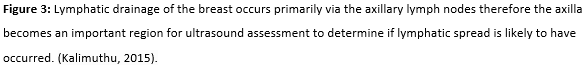 Figure 3: Lymphatic drainage of the breast occurs primarily via the axillary lymph nodes therefore the axilla
becomes an important region for ultrasound assessment to determine if lymphatic spread is likely to have
occurred. (Kalimuthu, 2015).